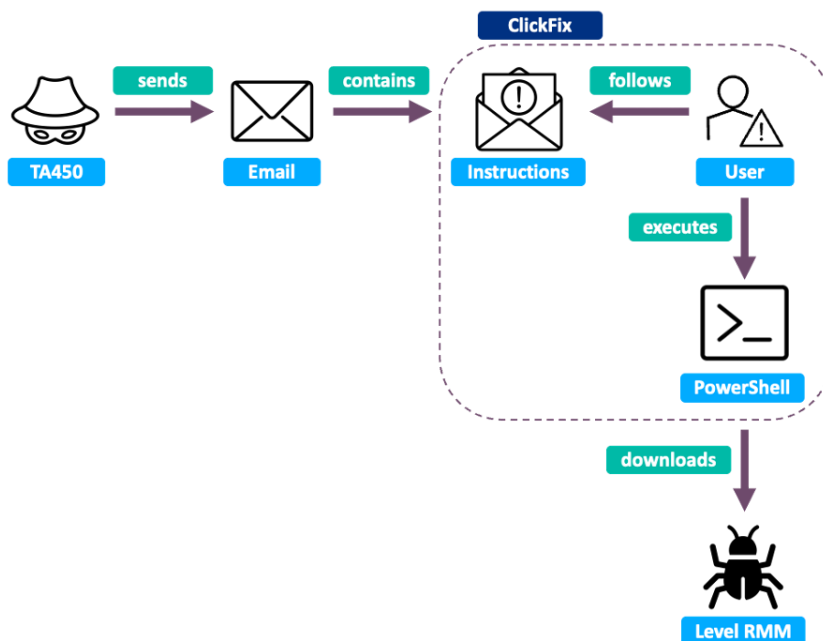 ClickFix
sends
contains
follows
TA450
Email
Instructions
User
executes
PowerShell
downloads
Level RMM